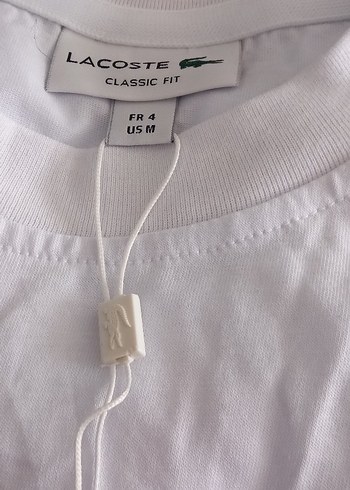 LACOSTE
CLASSIC FIT
FR 4
US M